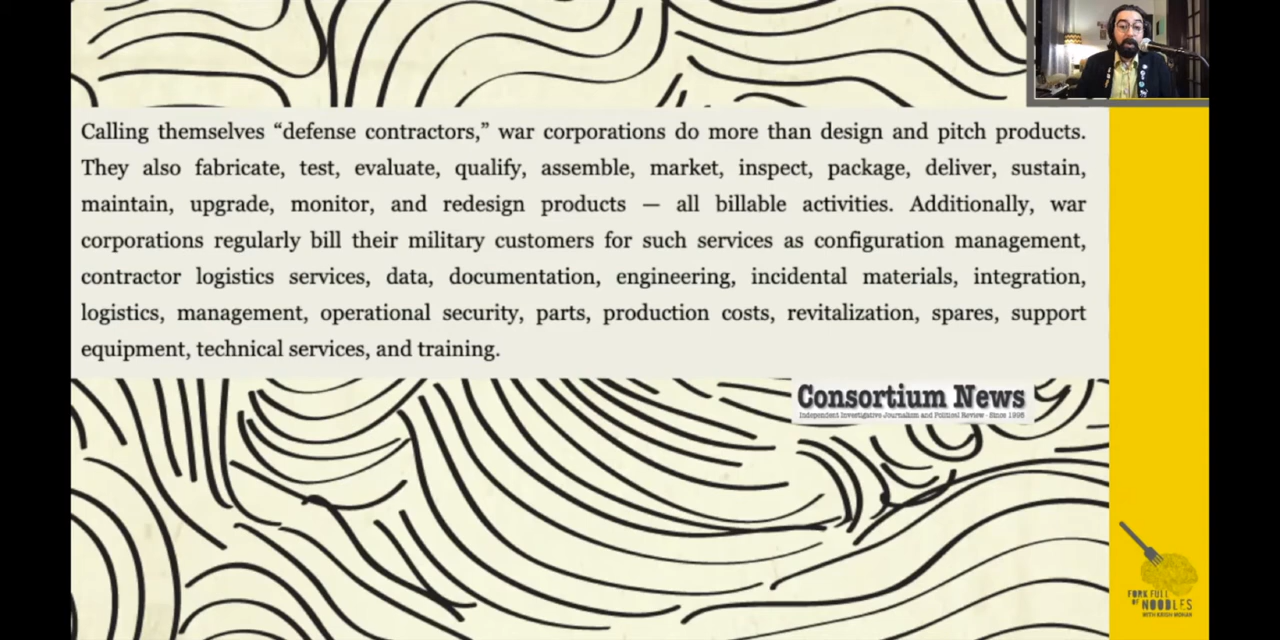 Calling themselves “defense contractors,” war corporations do more than design and pitch products.
They also fabricate, test, evaluate, qualify, assemble, market, inspect, package, deliver, sustain,
maintain, upgrade, monitor, and redesign products — all billable activities. Additionally, war
corporations regularly bill their military customers for such services as configuration management,
contractor logistics services, data, documentation, engineering, incidental materials, integration,
logistics, management, operational security, parts, production costs, revitalization, spares, support
equipment, technical services, and training.
Consortium News
Independent Investigative Journalism and Political Review - Since 1995
FORK FULL
OF NOODLES
WITH KRISH MOHAN